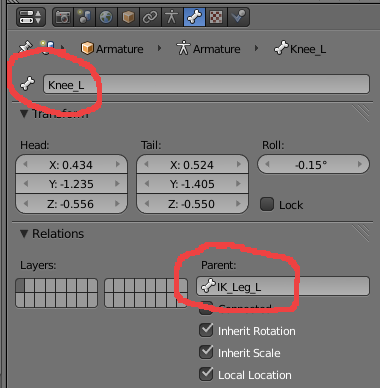 Armature Armature Knee_L
Knee_L
Transform
Head: Tail: Roll:
X: 0.434 X: 0.524 -0.15°
Y: -1.235 Y: -1.405
Z: -0.556 Z: -0.550 Lock
Relations
Layers: Parent:
IK_Leg_L
Connected
Inherit Rotation
Inherit Scale
Local Location